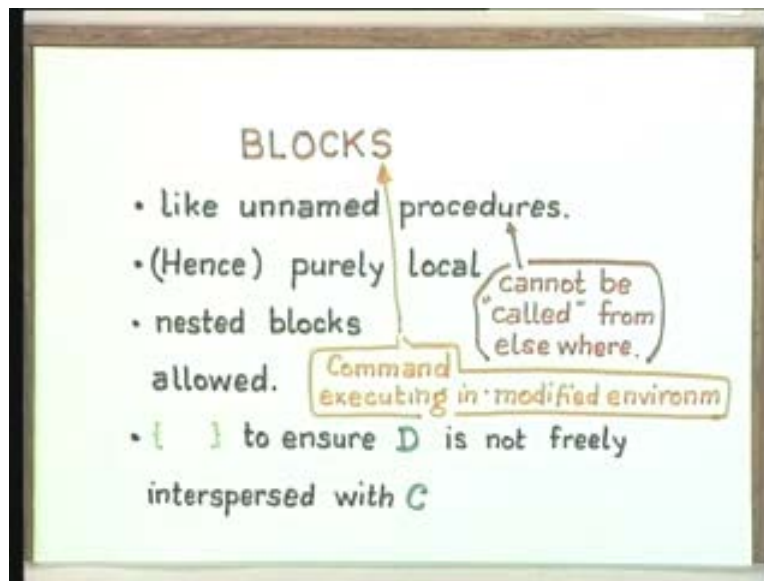 BLOCKS
• like unnamed procedures.
• (Hence) purely local
cannot be
"called" from
else where.
• nested blocks
allowed.
Command
executing in modified environm
• { } to ensure D is not freely
interspersed with C